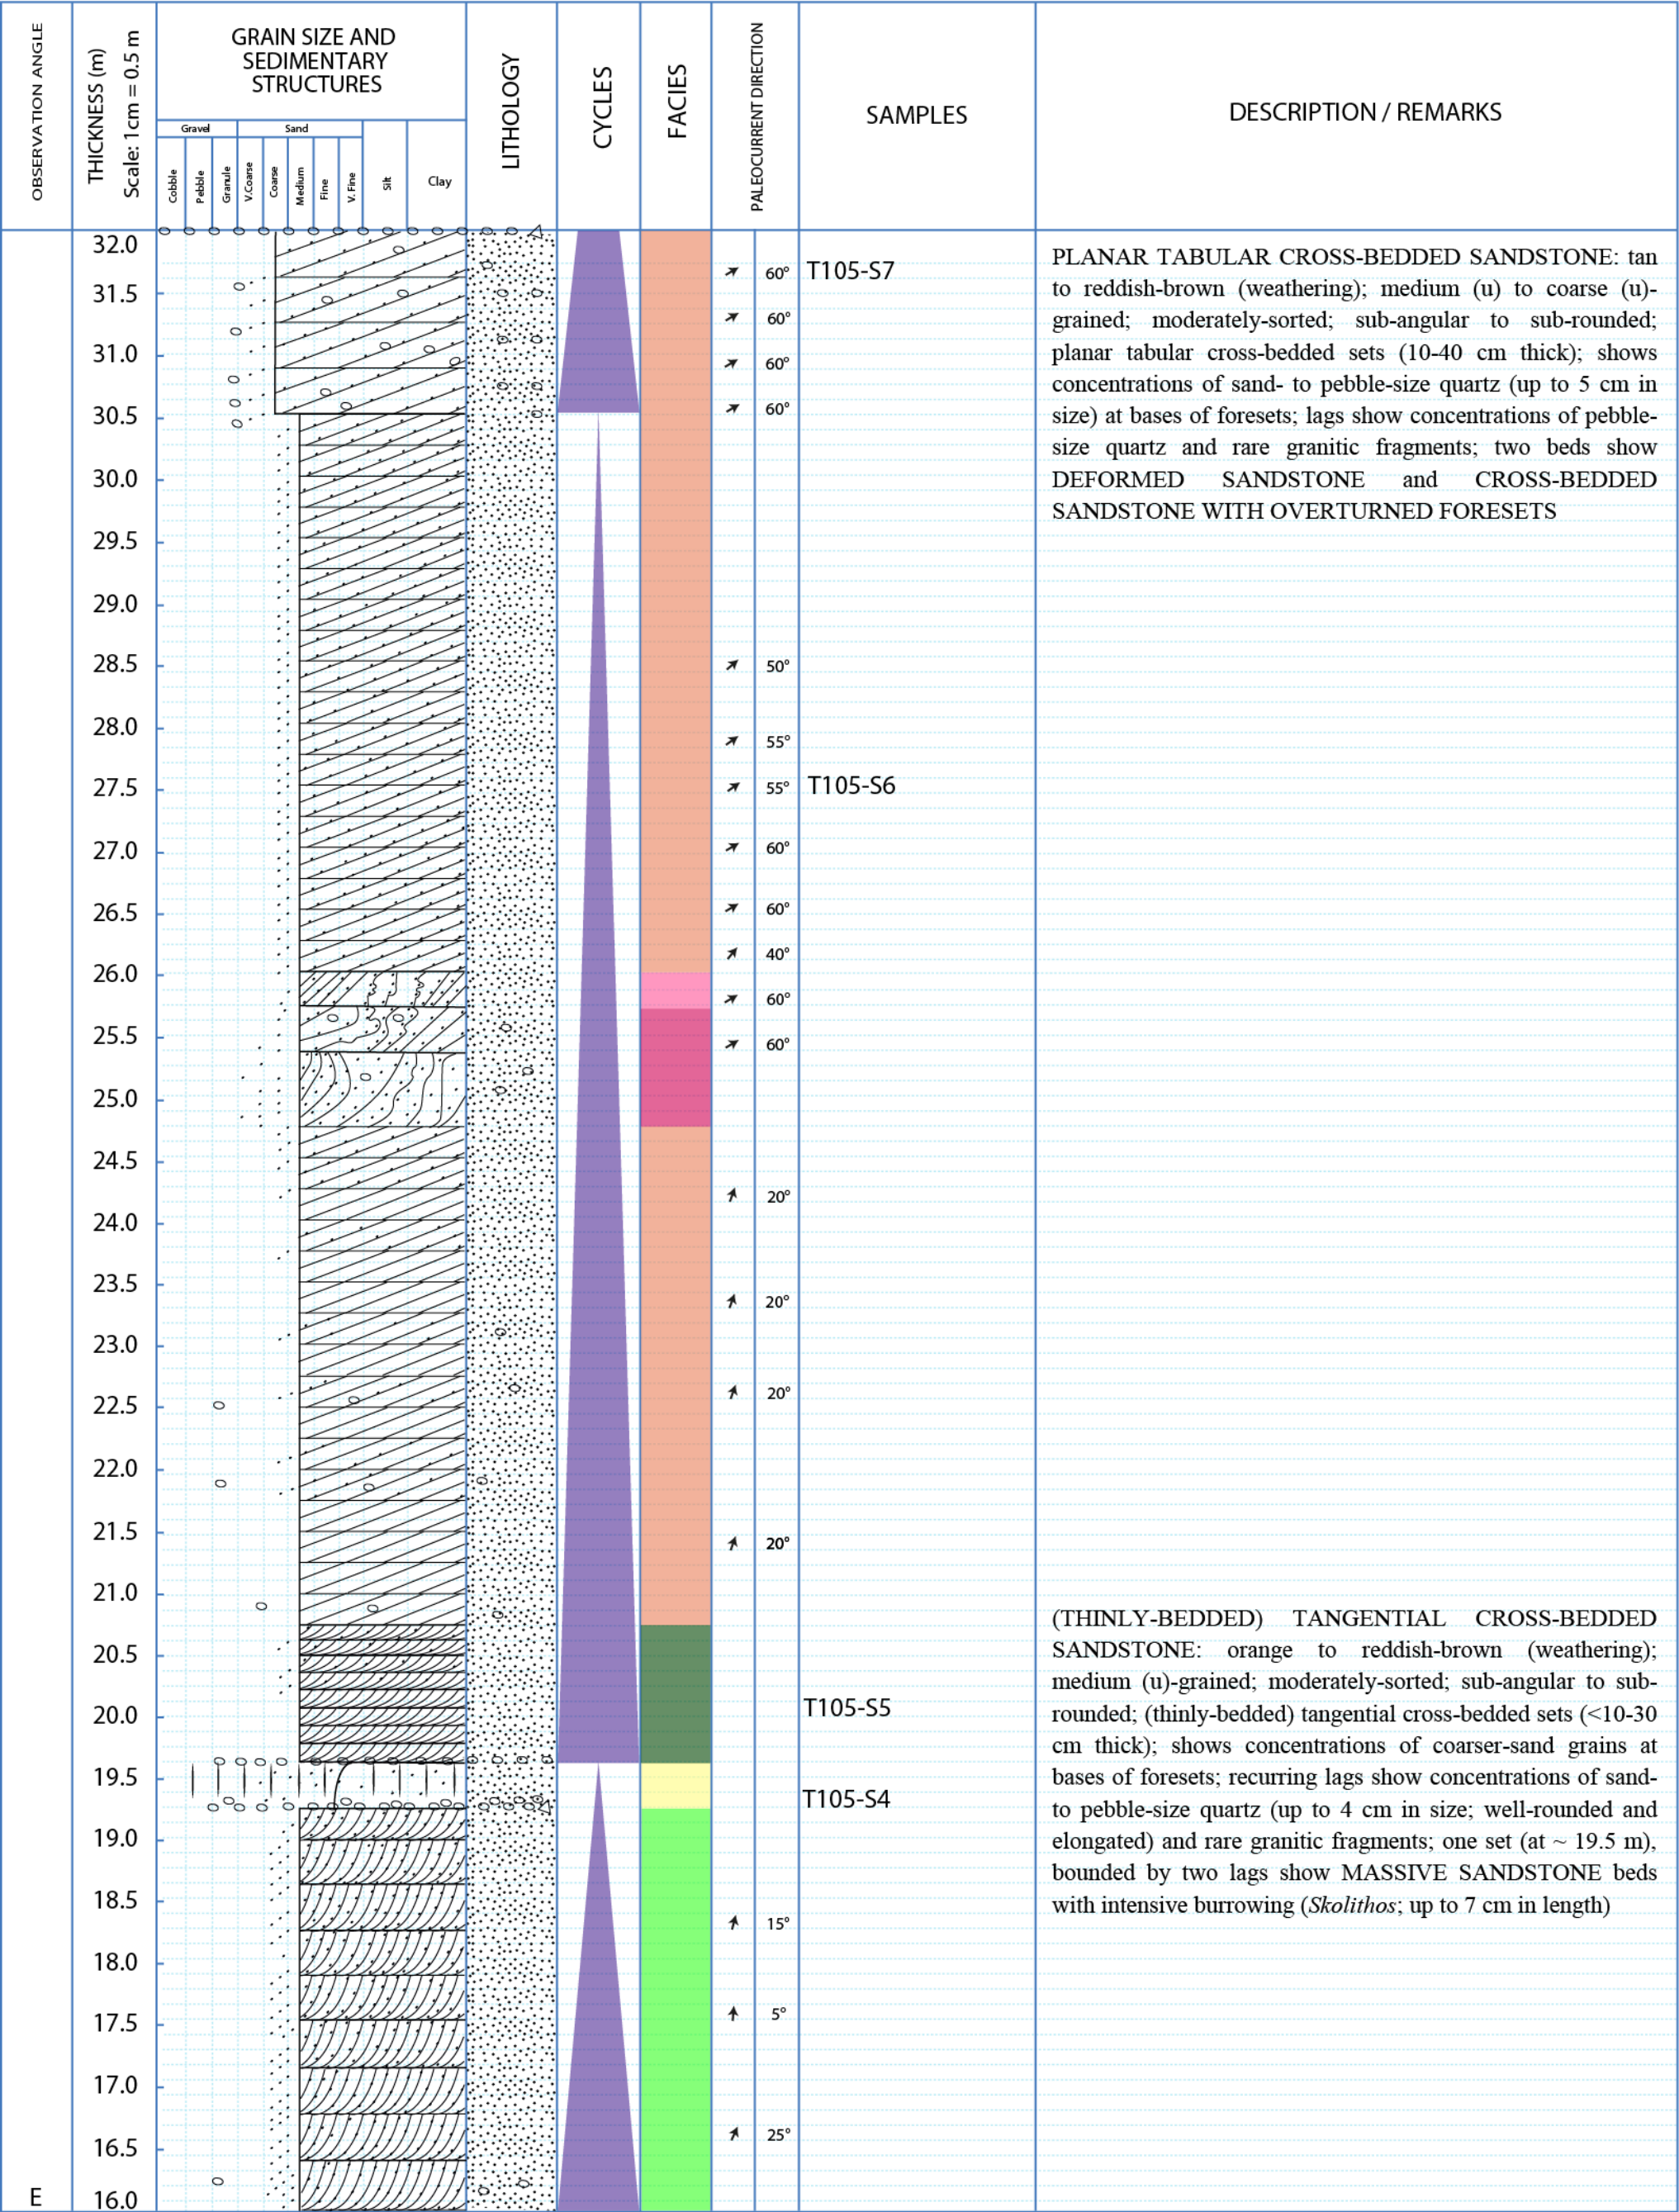 OBSERVATION ANGLE
THICKNESS (m)
Scale: 1cm = 0.5 m
GRAIN SIZE AND
SEDIMENTARY
STRUCTURES
Gravel
Sand
Cobble
Pebble
Granule
V.Coarse
Coarse
Medium
Fine
V. Fine
Silt
Clay
LITHOLOGY
CYCLES
FACIES
PALEOCURRENT DIRECTION
SAMPLES
DESCRIPTION / REMARKS
32.0
31.5
31.0
30.5
30.0
29.5
29.0
28.5
28.0
27.5
27.0
26.5
26.0
25.5
25.0
24.5
24.0
23.5
23.0
22.5
22.0
21.5
21.0
20.5
20.0
19.5
19.0
18.5
18.0
17.5
17.0
16.5
16.0
E
60°
60°
60°
60°
50°
55°
55°
60°
60°
40°
60°
60°
20°
20°
20°
20°
15°
5°
25°
T105-S7
T105-S6
T105-S5
T105-S4
PLANAR TABULAR CROSS-BEDDED SANDSTONE: tan
to reddish-brown (weathering); medium (u) to coarse (u)-
grained; moderately-sorted; sub-angular to sub-rounded;
planar tabular cross-bedded sets (10-40 cm thick); shows
concentrations of sand- to pebble-size quartz (up to 5 cm in
size) at bases of foresets; lags show concentrations of pebble-
size quartz and rare granitic fragments; two beds show
DEFORMED SANDSTONE and CROSS-BEDDED
SANDSTONE WITH OVERTURNED FORESETS
(THINLY-BEDDED) TANGENTIAL CROSS-BEDDED
SANDSTONE: orange to reddish-brown (weathering);
medium (u)-grained; moderately-sorted; sub-angular to sub-
rounded; (thinly-bedded) tangential cross-bedded sets (<10-30
cm thick); shows concentrations of coarser-sand grains at
bases of foresets; recurring lags show concentrations of sand-
to pebble-size quartz (up to 4 cm in size; well-rounded and
elongated) and rare granitic fragments; one set (at ~ 19.5 m),
bounded by two lags show MASSIVE SANDSTONE beds
with intensive burrowing (Skolithos; up to 7 cm in length)